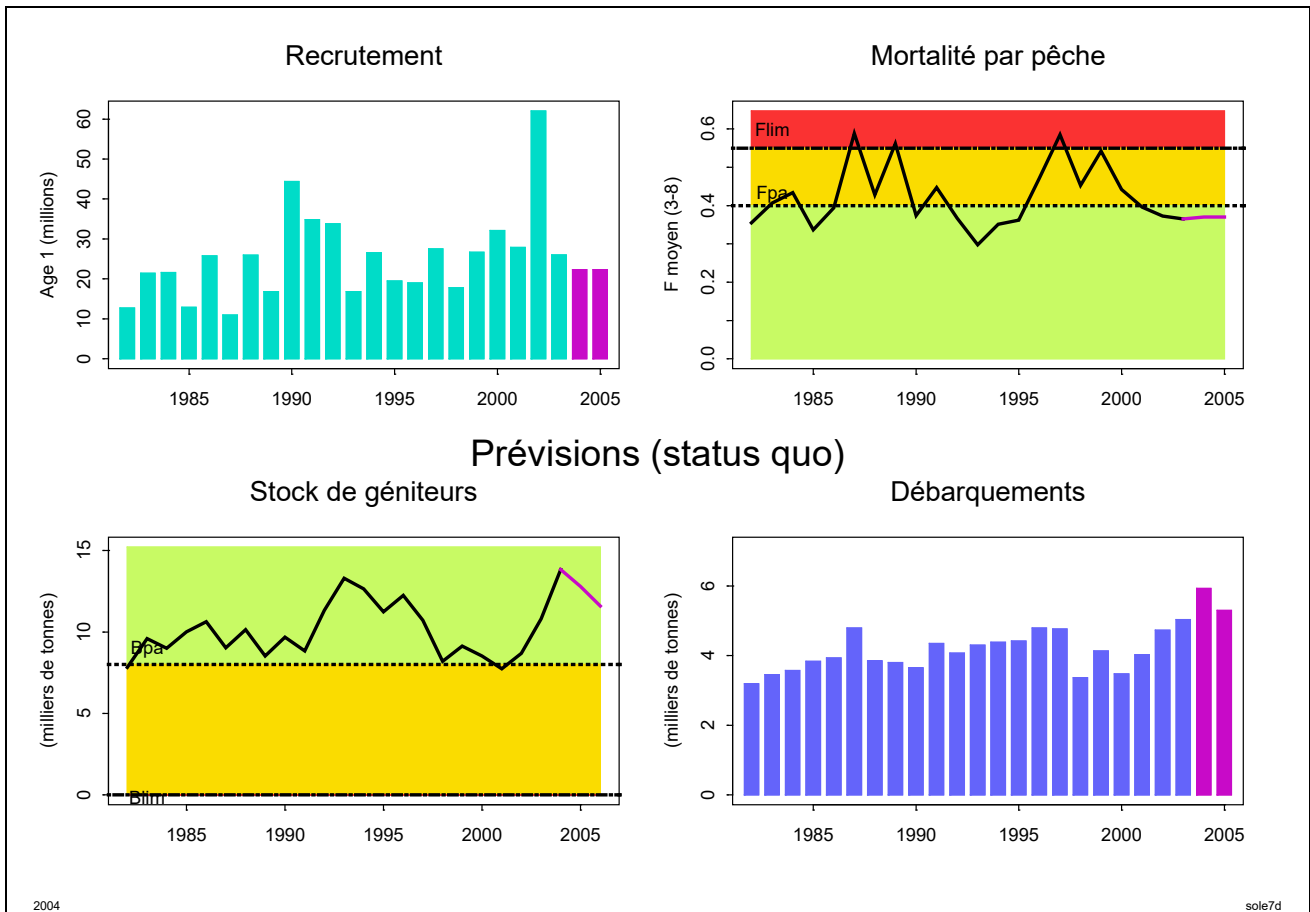 Recrutement
Age 1 (millions)
0 10 20 30 40 50 60
1985 1990 1995 2000 2005
Mortalité par pêche
F moyen (3-8)
0.0 0.2 0.4 0.6
Flim
Fpa
1985 1990 1995 2000 2005
Prévisions (status quo)
Stock de géniteurs
(milliers de tonnes)
0 5 10 15
Bpa
Blim
1985 1990 1995 2000 2005
Débarquements
(milliers de tonnes)
0 2 4 6
1985 1990 1995 2000 2005
2004
sole7d